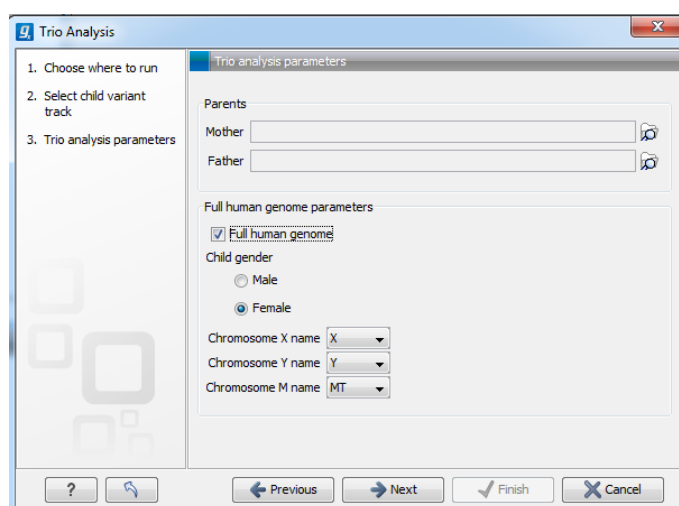 Trio Analysis
1. Choose where to run
2. Select child variant
track
3. Trio analysis parameters
Trio analysis parameters
Parents
Mother
Father
Full human genome parameters
Full human genome
Child gender
Male
Female
Chromosome X name X
Chromosome Y name Y
Chromosome M name MT
? Previous Next Finish Cancel